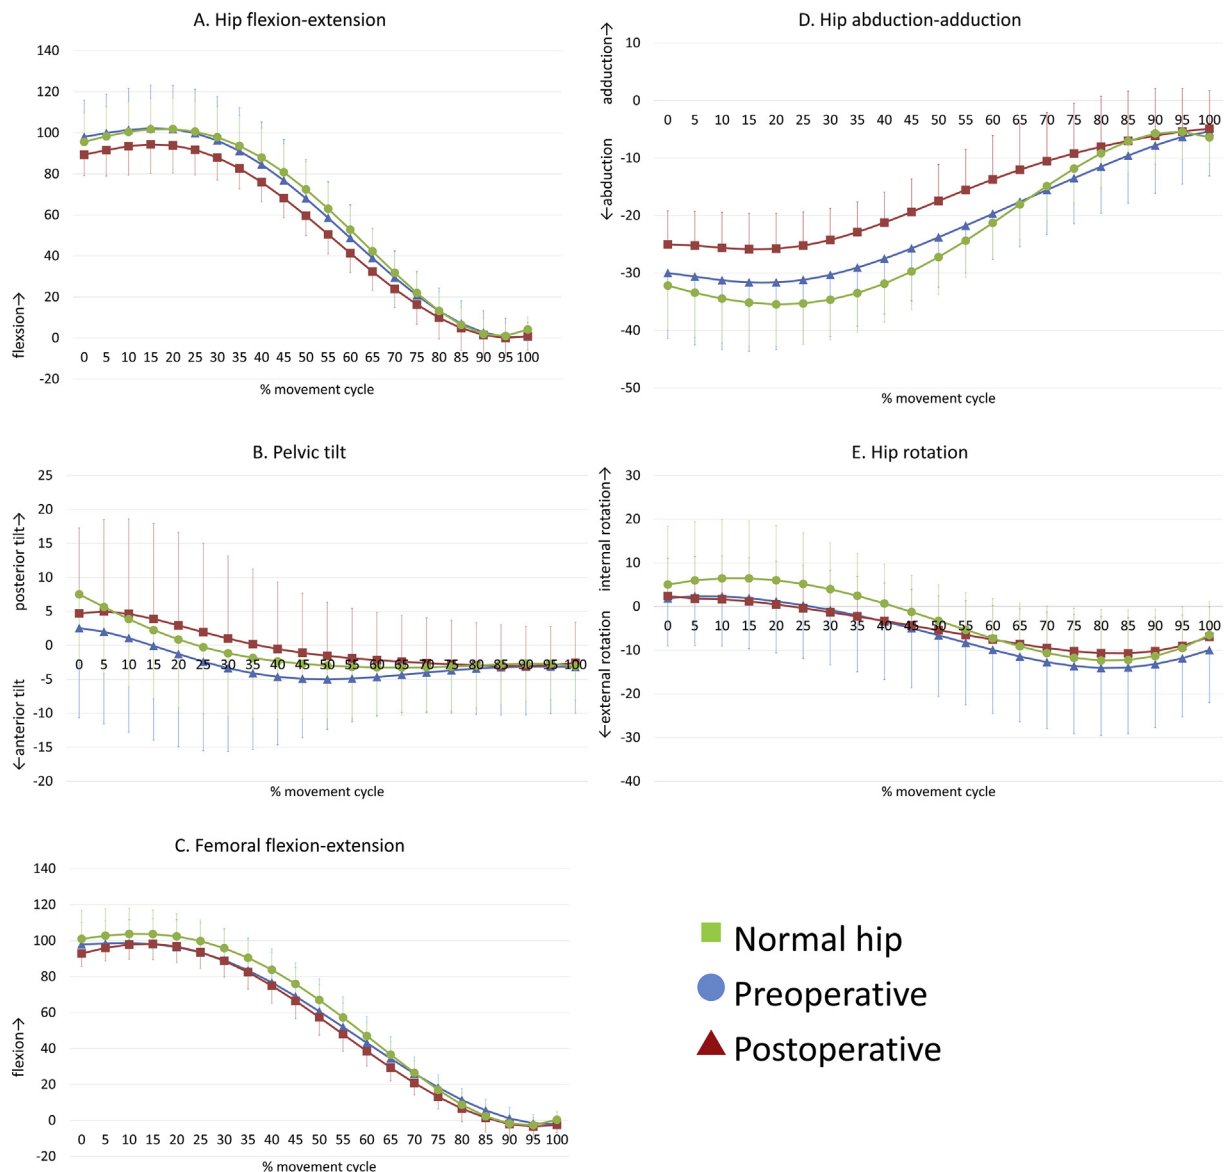 A. Hip flexion-extension
140
120
100
80
60
40
20
0
-20
flexsion→
0 5 10 15 20 25 30 35 40 45 50 55 60 65 70 75 80 85 90 95 100
% movement cycle
D. Hip abduction-adduction
10
0
-10
-20
-30
-40
-50
adduction→
←abduction
0 5 10 15 20 25 30 35 40 45 50 55 60 65 70 75 80 85 90 95 100
% movement cycle
B. Pelvic tilt
25
20
15
10
5
0
-5
-10
-15
-20
posterior tilt→
←anterior tilt
0 5 10 15 20 25 30 35 40 45 50 55 60 65 70 75 80 85 90 95 100
% movement cycle
E. Hip rotation
30
20
10
0
-10
-20
-30
-40
internal rotation→
←external rotation
0 5 10 15 20 25 30 35 40 45 50 55 60 65 70 75 80 85 90 95 100
% movement cycle
C. Femoral flexion-extension
140
120
100
80
60
40
20
0
-20
flexion→
0 5 10 15 20 25 30 35 40 45 50 55 60 65 70 75 80 85 90 95 100
% movement cycle
Normal hip
Preoperative
Postoperative